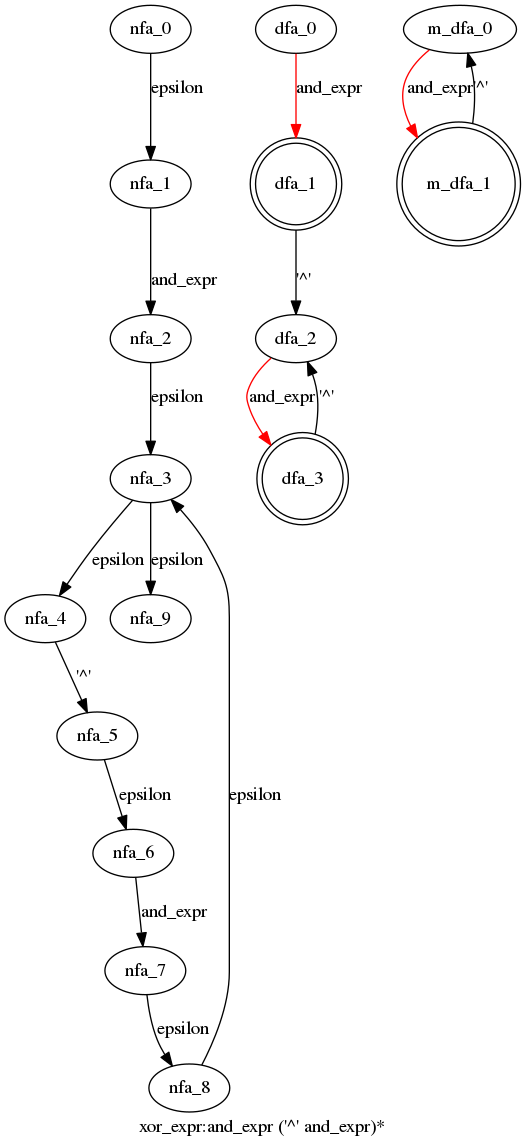 nfa_0
dfa_0
m_dfa_0
epsilon
and_expr
and_expr
'^'
nfa_1
dfa_1
m_dfa_1
and_expr
'^'
nfa_2
dfa_2
epsilon
and_expr
'^'
nfa_3
dfa_3
epsilon
epsilon
nfa_4
nfa_9
'^'
nfa_5
epsilon
epsilon
nfa_6
and_expr
nfa_7
epsilon
nfa_8
xor_expr:and_expr ('^' and_expr)*